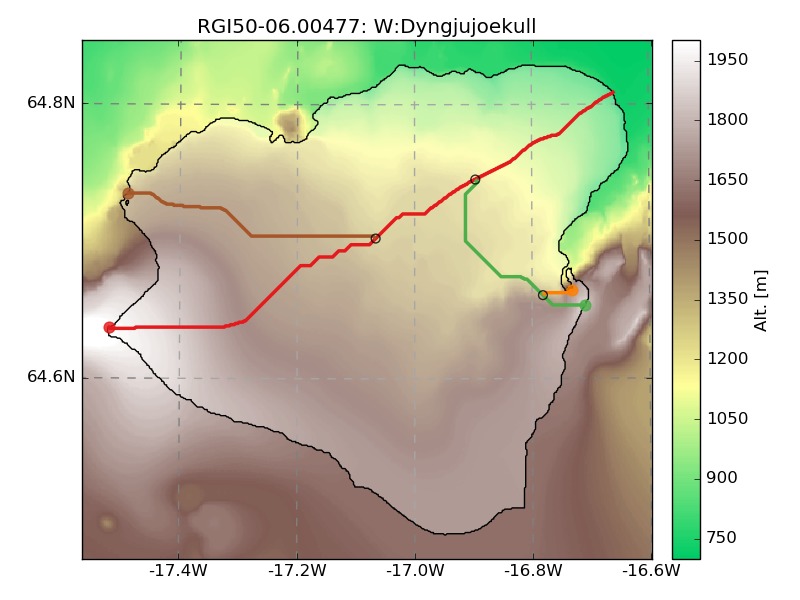 RGI50-06.00477: W:Dyngjujoekull
64.8N
64.6N
-17.4W
-17.2W
-17.0W
-16.8W
-16.6W
1950
1800
1650
1500
1350
1200
1050
900
750
Alt. [m]